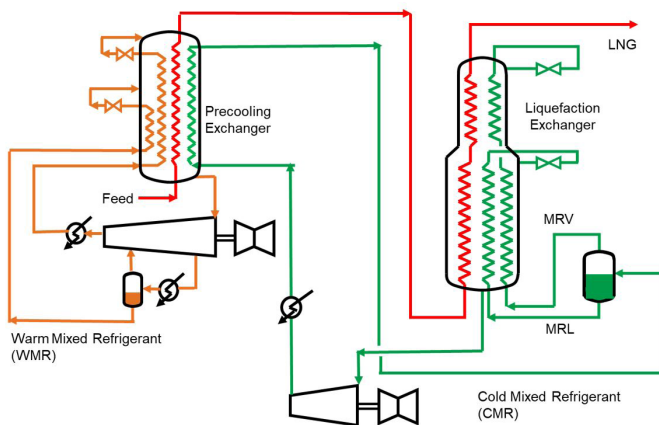 LNG
Precooling
Exchanger
Liquefaction
Exchanger
Feed
MRV
MRL
Warm Mixed Refrigerant
(WMR)
Cold Mixed Refrigerant
(CMR)